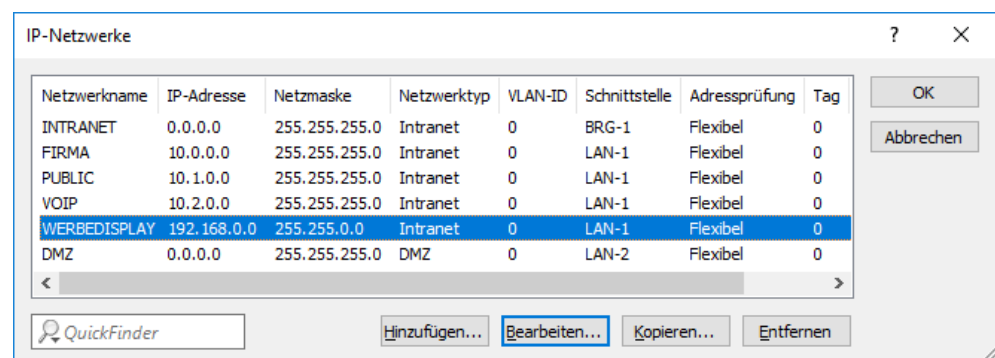 IP-Netzwerke ? ×
Netzwerkname IP-Adresse Netzmaske Netzwerktyp VLAN-ID Schnittstelle Adressprüfung Tag
INTRANET 0.0.0.0 255.255.255.0 Intranet 0 BRG-1 Flexibel 0
FIRMA 10.0.0.0 255.255.255.0 Intranet 0 LAN-1 Flexibel 0
PUBLIC 10.1.0.0 255.255.255.0 Intranet 0 LAN-1 Flexibel 0
VOIP 10.2.0.0 255.255.255.0 Intranet 0 LAN-1 Flexibel 0
WERBEDISPLAY 192.168.0.0 255.255.0.0 Intranet 0 LAN-1 Flexibel 0
DMZ 0.0.0.0 255.255.255.0 DMZ 0 LAN-2 Flexibel 0
OK
Abbrechen
QuickFinder Hinzufügen... Bearbeiten... Kopieren... Entfernen